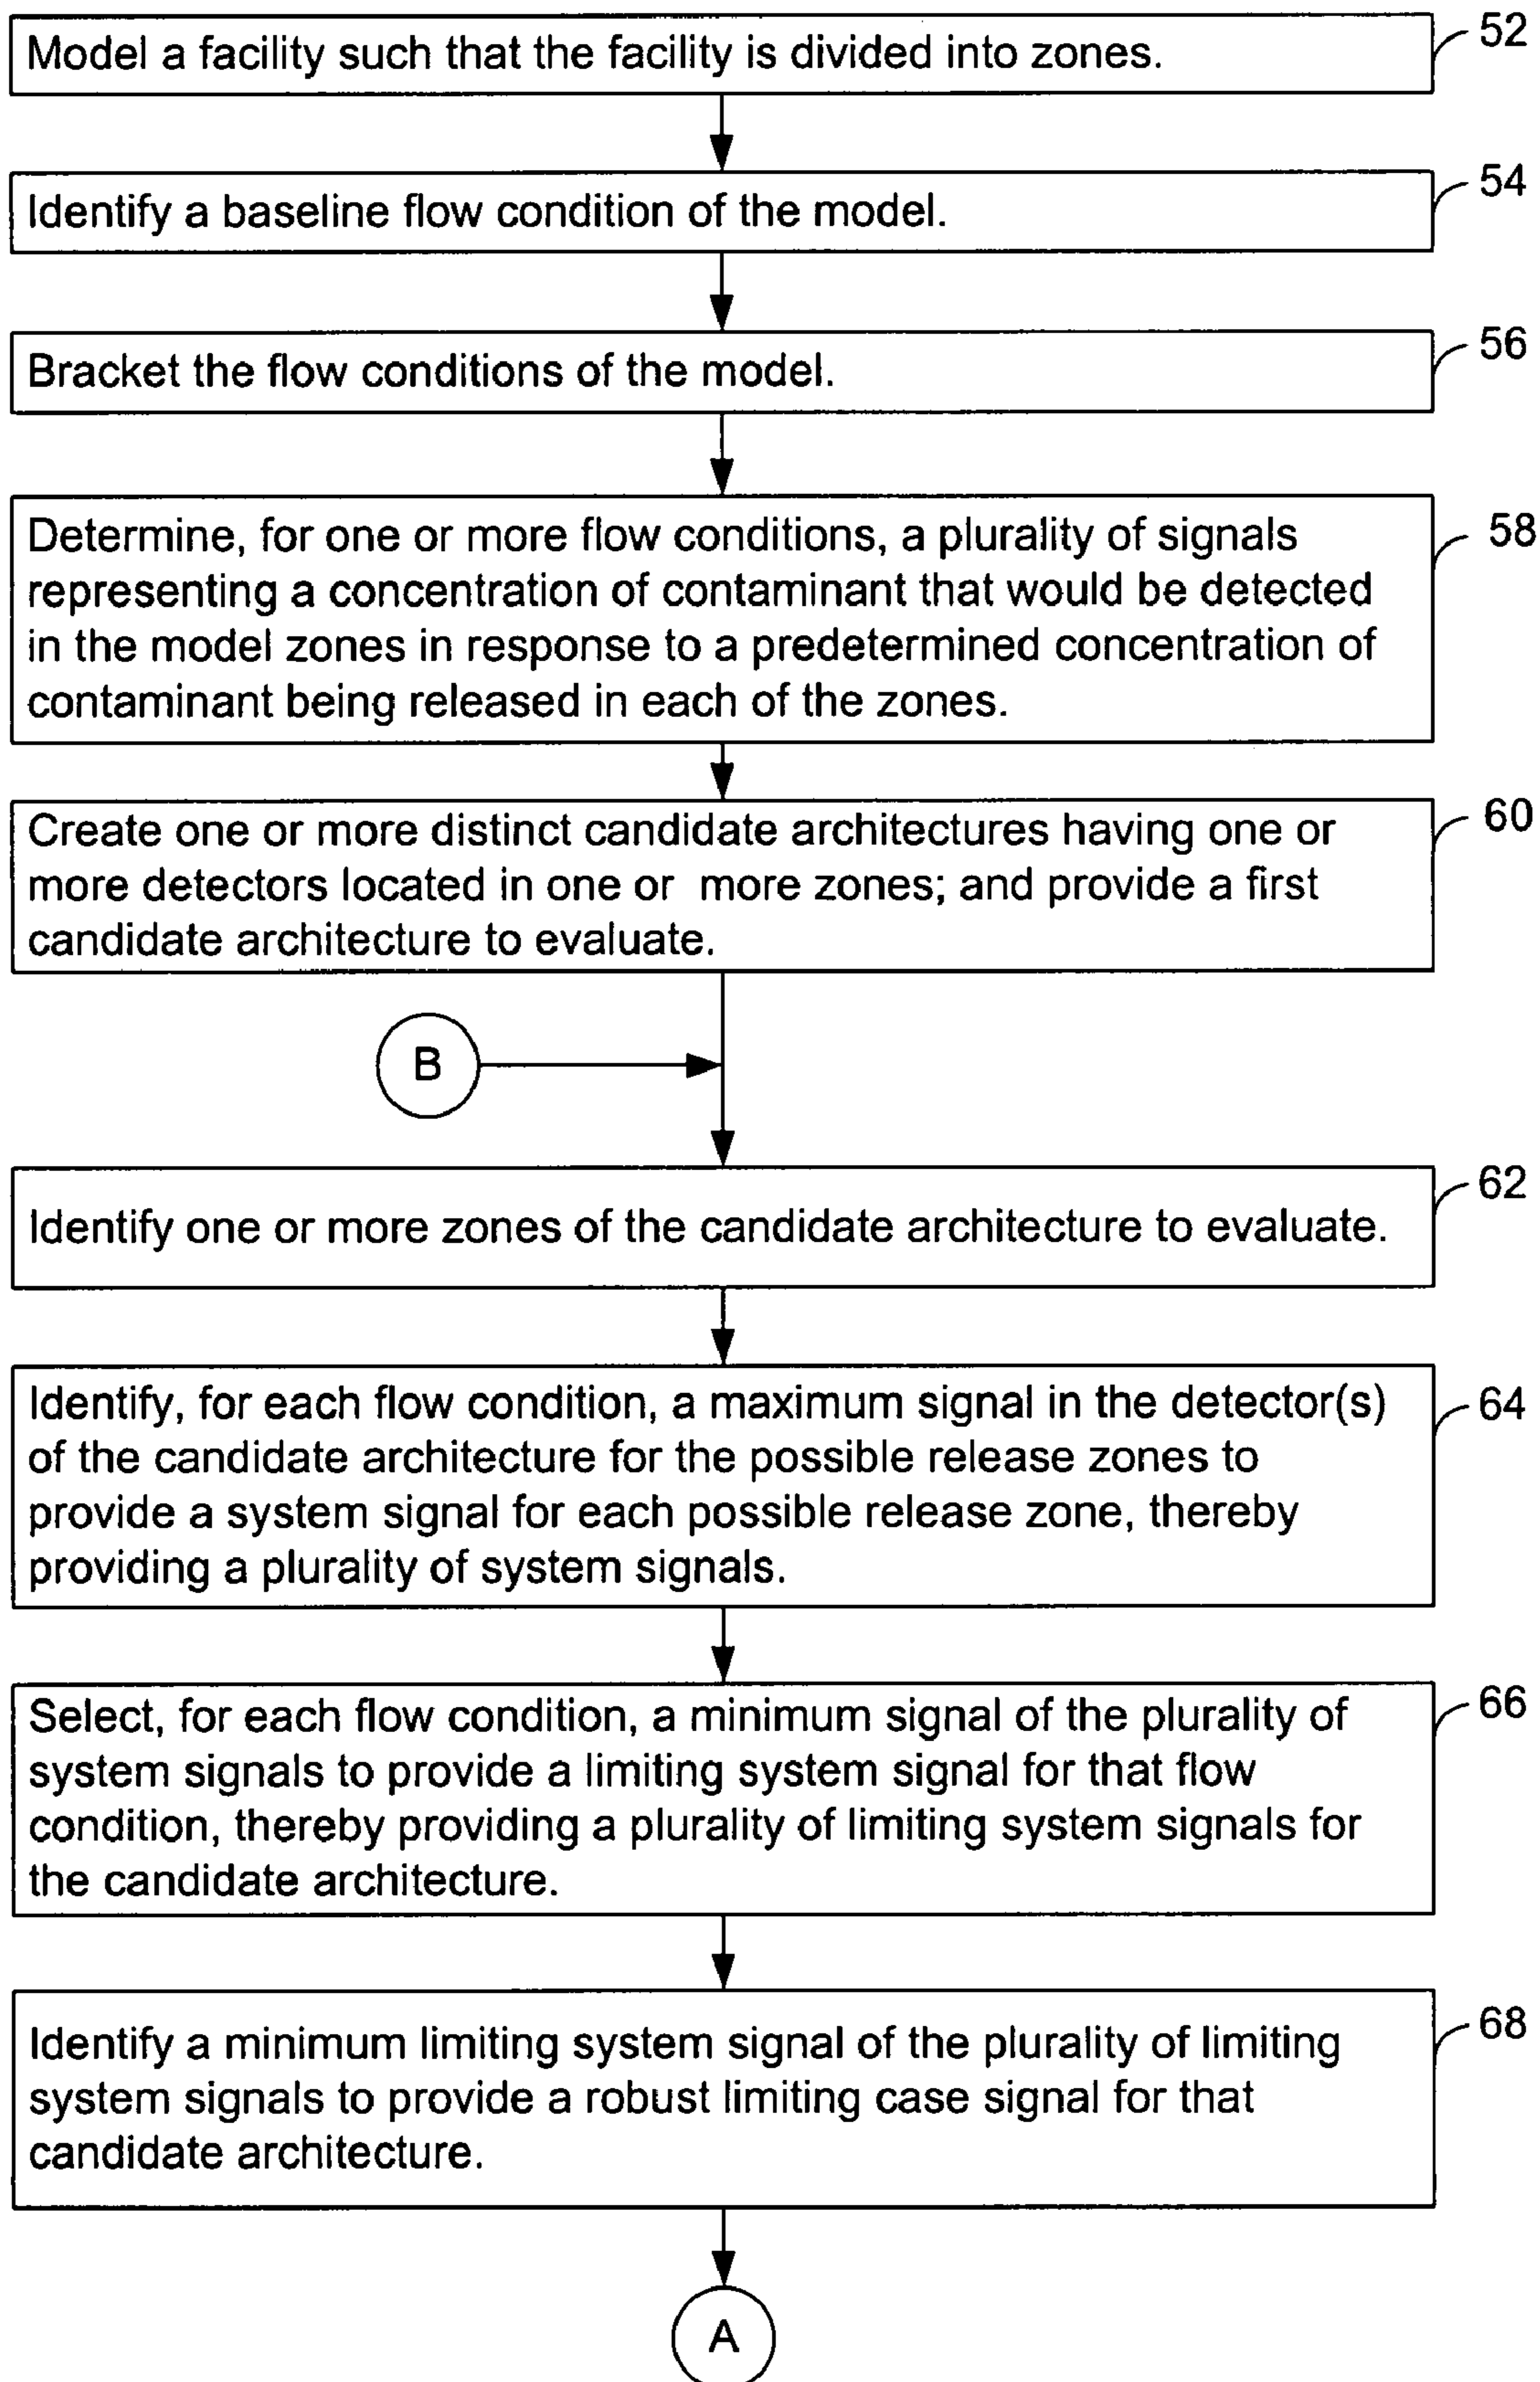 Model a facility such that the facility is divided into zones.
52
Identify a baseline flow condition of the model.
54
Bracket the flow conditions of the model.
56
Determine, for one or more flow conditions, a plurality of signals
representing a concentration of contaminant that would be detected
in the model zones in response to a predetermined concentration of
contaminant being released in each of the zones.
58
Create one or more distinct candidate architectures having one or
more detectors located in one or more zones; and provide a first
candidate architecture to evaluate.
60
B
Identify one or more zones of the candidate architecture to evaluate.
62
Identify, for each flow condition, a maximum signal in the detector(s)
of the candidate architecture for the possible release zones to
provide a system signal for each possible release zone, thereby
providing a plurality of system signals.
64
Select, for each flow condition, a minimum signal of the plurality of
system signals to provide a limiting system signal for that flow
condition, thereby providing a plurality of limiting system signals for
the candidate architecture.
66
Identify a minimum limiting system signal of the plurality of limiting
system signals to provide a robust limiting case signal for that
candidate architecture.
68
A